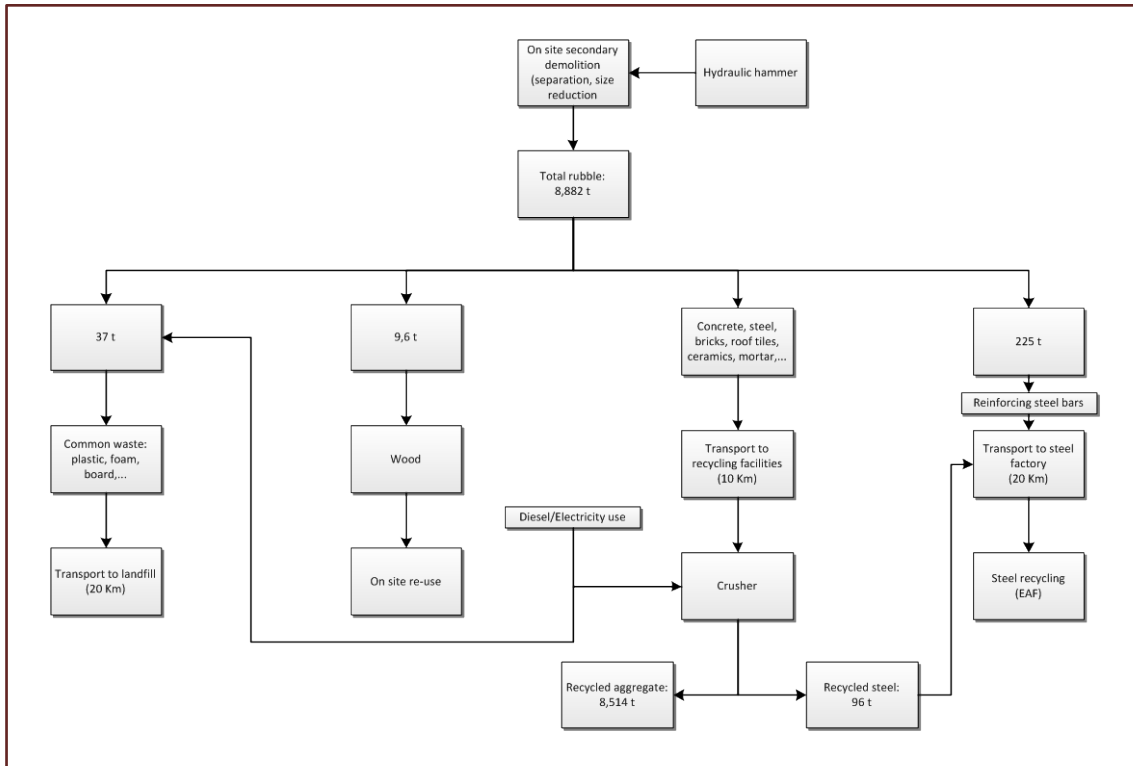 On site secondary
demolition
(separation, size
reduction
Hydraulic hammer
Total rubble:
8,882 t
37 t
9,6 t
Concrete, steel,
bricks, roof tiles,
ceramics, mortar,...
225 t
Reinforcing steel bars
Common waste:
plastic, foam,
board,...
Wood
Transport to
recycling facilities
(10 Km)
Transport to steel
factory
(20 Km)
Diesel/Electricity use
Transport to landfill
(20 Km)
On site re-use
Crusher
Steel recycling
(EAF)
Recycled aggregate:
8,514 t
Recycled steel:
96 t